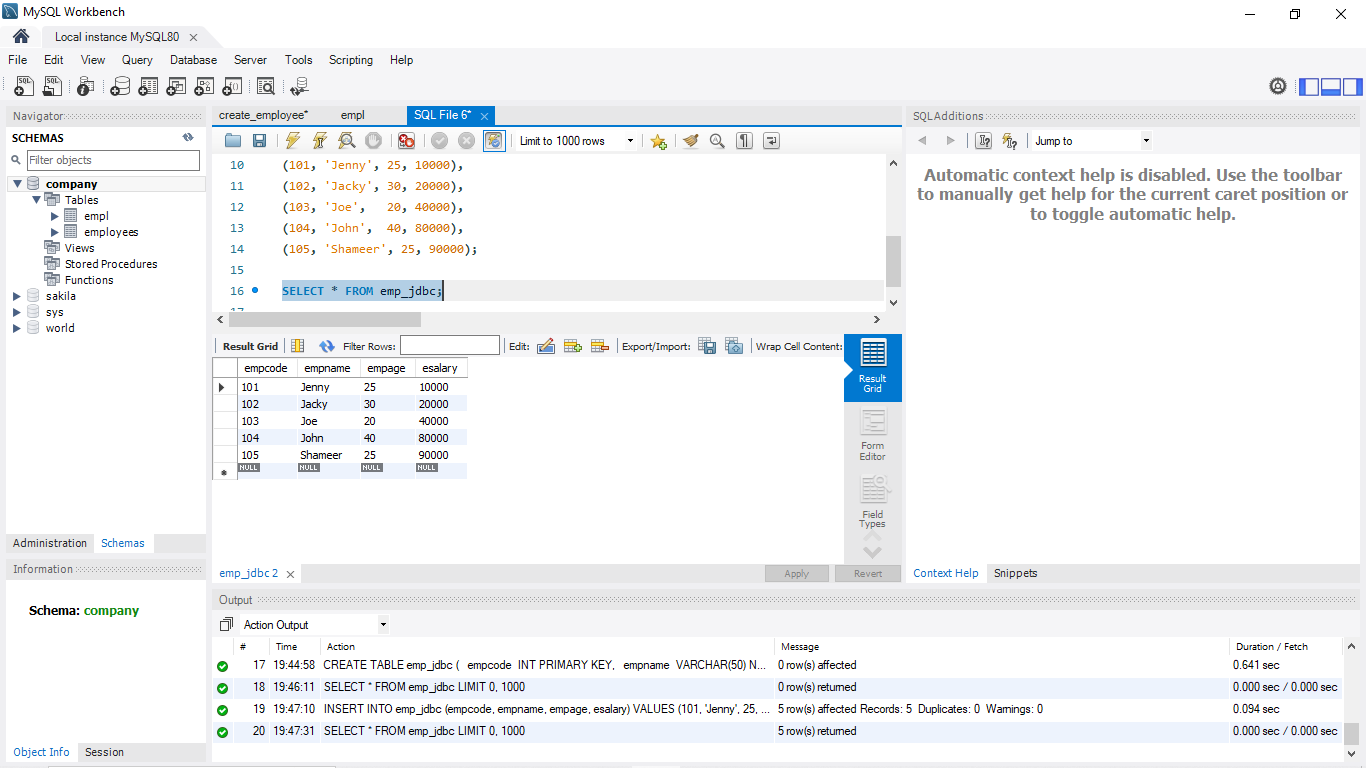 MySQL Workbench
Local instance MySQL80
File Edit View Query Database Server Tools Scripting Help
Navigator
SCHEMAS
Filter objects
company
Tables
empl
employees
Views
Stored Procedures
Functions
sakila
sys
world
Administration Schemas
Information
Schema: company
Object Info Session
create_employee* empl SQL File 6*
Limit to 1000 rows
10 (101, 'Jenny', 25, 10000),
11 (102, 'Jacky', 30, 20000),
12 (103, 'Joe', 20, 40000),
13 (104, 'John', 40, 80000),
14 (105, 'Shameer', 25, 90000);
15
16 SELECT * FROM emp_jdbc;
Result Grid Filter Rows: Edit: Export/Import: Wrap Cell Content:
empcode empname empage esalary
101 Jenny 25 10000
102 Jacky 30 20000
103 Joe 20 40000
104 John 40 80000
105 Shameer 25 90000
NULL NULL NULL NULL
Result
Grid
Form
Editor
Field
Types
emp_jdbc 2 Apply Revert
SQLAdditions
Jump to
Automatic context help is disabled. Use the toolbar
to manually get help for the current caret position or
to toggle automatic help.
Context Help Snippets
Output
Action Output
# Time Action Message Duration / Fetch
17 19:44:58 CREATE TABLE emp_jdbc ( empcode INT PRIMARY KEY, empname VARCHAR(50) N... 0 row(s) affected 0.641 sec
18 19:46:11 SELECT * FROM emp_jdbc LIMIT 0, 1000 0 row(s) returned 0.000 sec / 0.000 sec
19 19:47:10 INSERT INTO emp_jdbc (empcode, empname, empage, esalary) VALUES (101, 'Jenny', 25, ... 5 row(s) affected Records: 5 Duplicates: 0 Warnings: 0 0.094 sec
20 19:47:31 SELECT * FROM emp_jdbc LIMIT 0, 1000 5 row(s) returned 0.000 sec / 0.000 sec